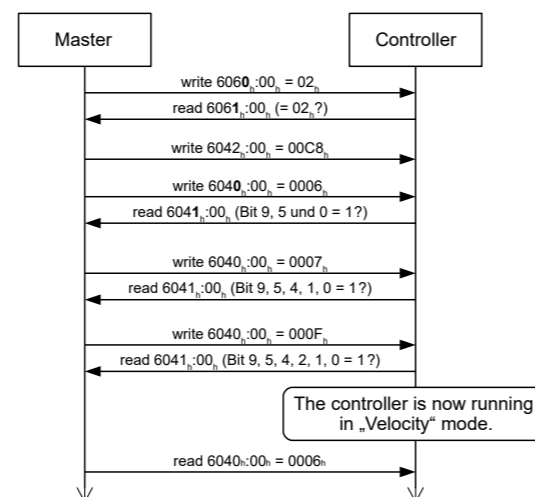 Master
Controller
write 6060h:00h = 02h
read 6061h:00h (= 02h?)
write 6042h:00h = 00C8h
write 6040h:00h = 0006h
read 6041h:00h (Bit 9, 5 und 0 = 1?)
write 6040h:00h = 0007h
read 6041h:00h (Bit 9, 5, 4, 1, 0 = 1?)
write 6040h:00h = 000Fh
read 6041h:00h (Bit 9, 5, 4, 2, 1, 0 = 1?)
The controller is now running
in „Velocity“ mode.
read 6040h:00h = 0006h